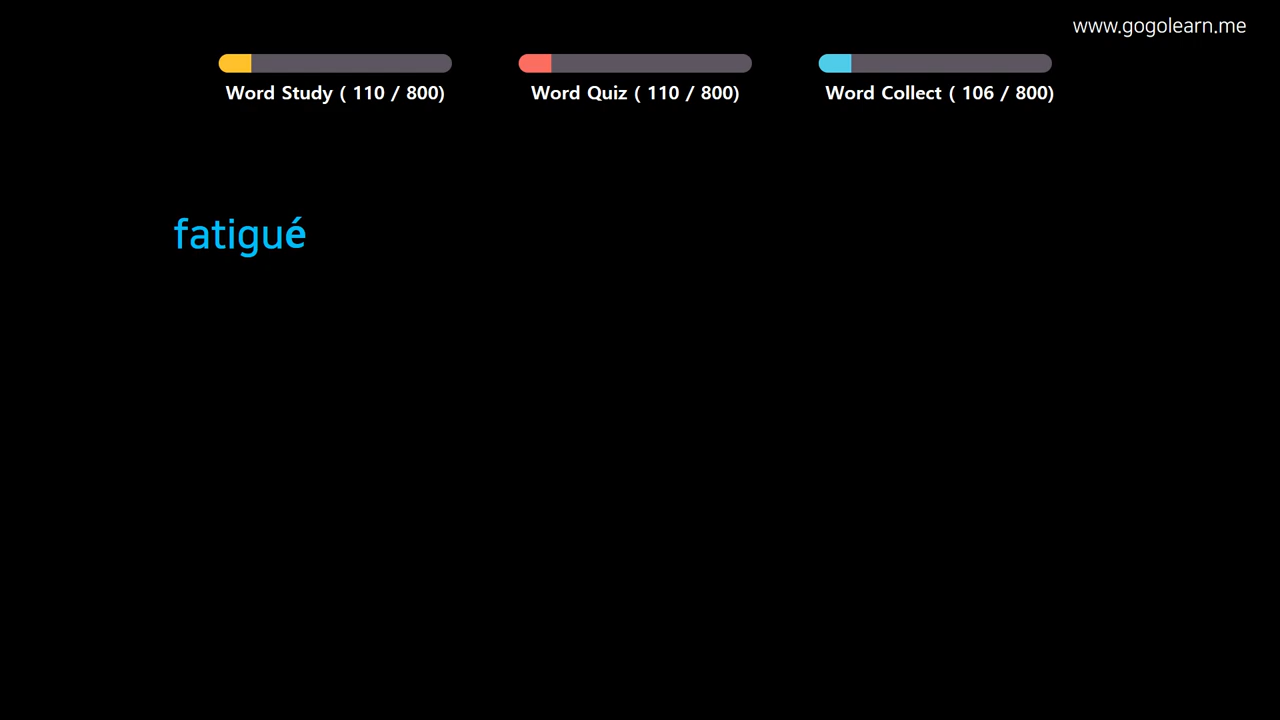 www.gogolearn.me
Word Study ( 110 / 800)
Word Quiz ( 110 / 800)
Word Collect ( 106 / 800)
fatigué